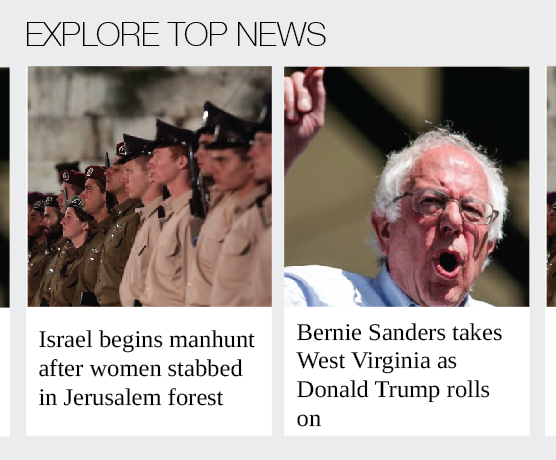 EXPLORE TOP NEWS
Israel begins manhunt
after women stabbed
in Jerusalem forest
Bernie Sanders takes
West Virginia as
Donald Trump rolls
on